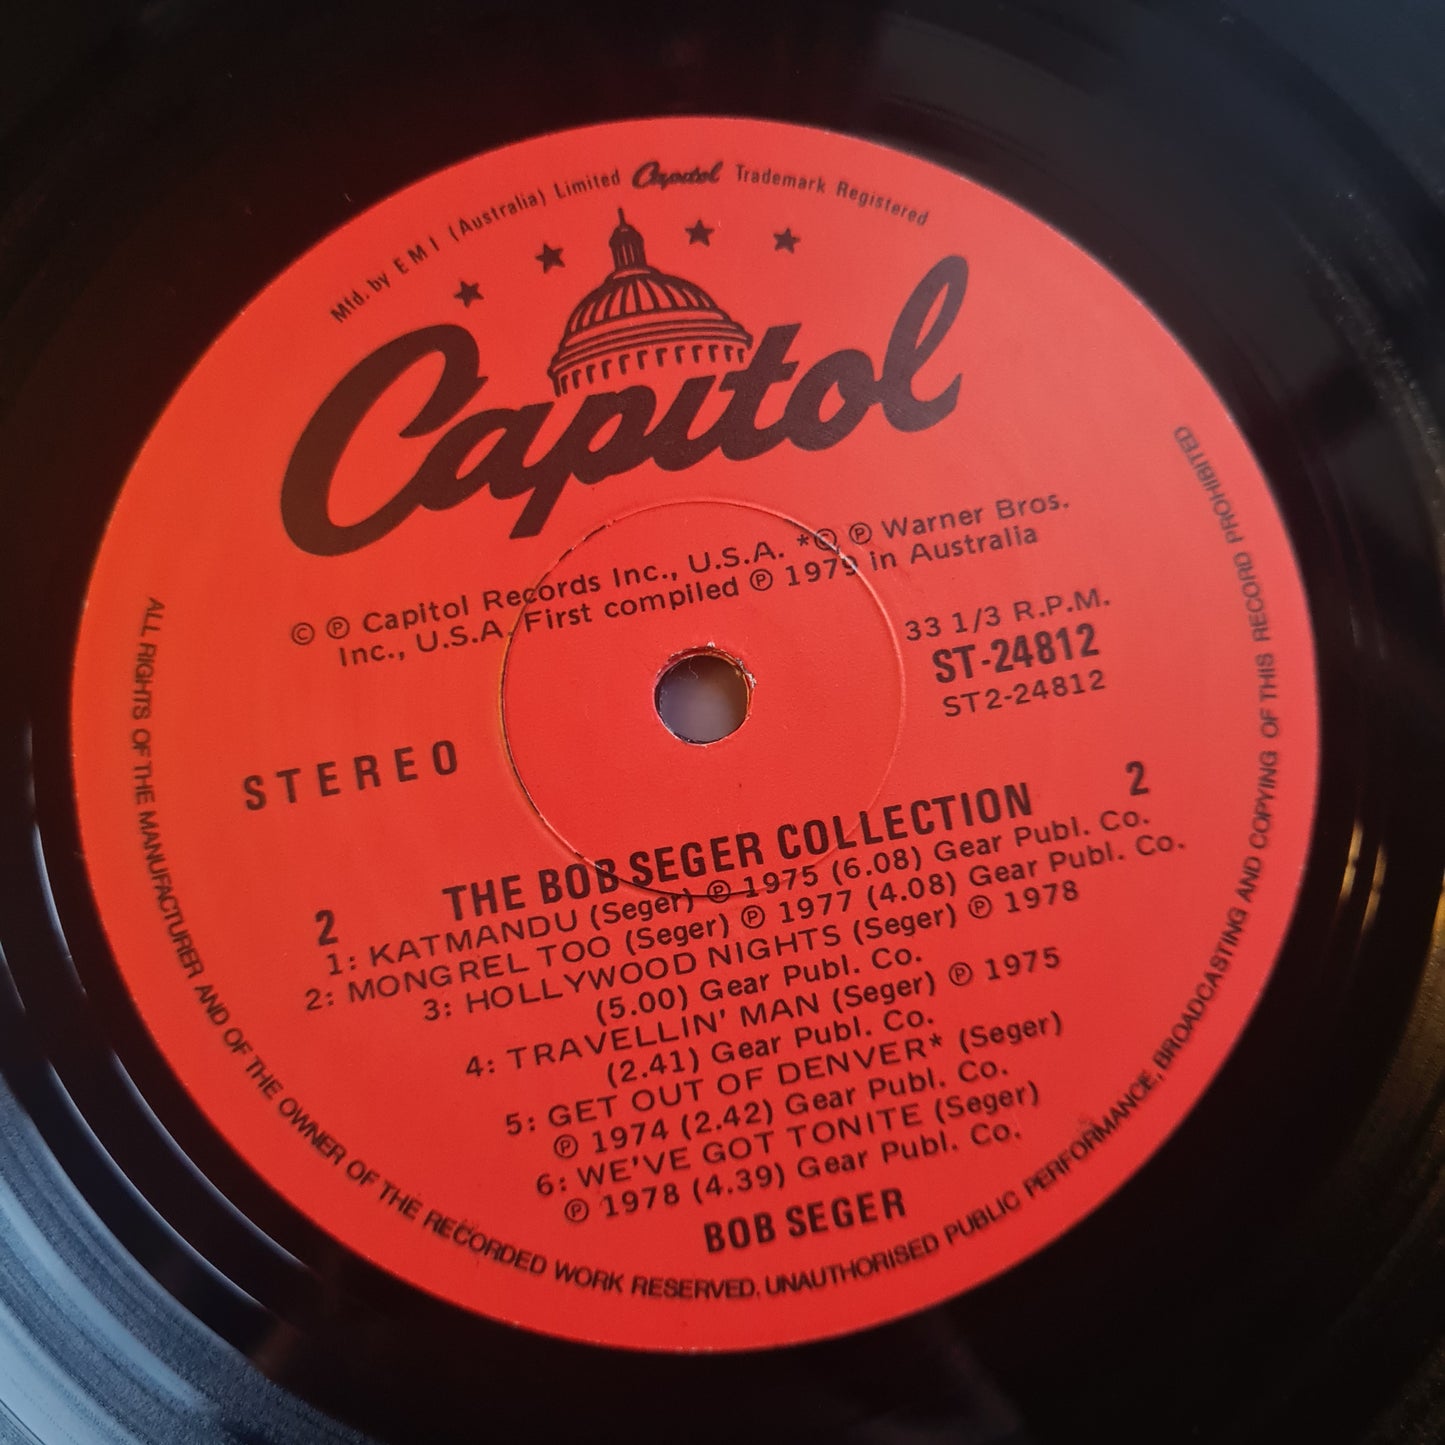 Mfd. by E M I (Australia) Limited Capitol Trademark Registered
Capitol
© ℗ Capitol Records Inc., U.S.A. *© ℗ Warner Bros.
Inc., U.S.A. First compiled ℗ 1979 in Australia
33 1/3 R.P.M.
ST-24812
ST2-24812
STEREO
2
THE BOB SEGER COLLECTION
2
1: KATMANDU (Seger) ℗ 1975 (6.08) Gear Publ. Co.
2: MONGREL TOO (Seger) ℗ 1977 (4.08) Gear Publ. Co.
3: HOLLYWOOD NIGHTS (Seger) ℗ 1978
(5.00) Gear Publ. Co.
4: TRAVELLIN' MAN (Seger) ℗ 1975
(2.41) Gear Publ. Co.
5: GET OUT OF DENVER* (Seger)
℗ 1974 (2.42) Gear Publ. Co.
6: WE'VE GOT TONITE (Seger)
℗ 1978 (4.39) Gear Publ. Co.
BOB SEGER
ALL RIGHTS OF THE MANUFACTURER AND OF THE OWNER OF THE RECORDED WORK RESERVED. UNAUTHORISED PUBLIC PERFORMANCE, BROADCASTING AND COPYING OF THIS RECORD PROHIBITED